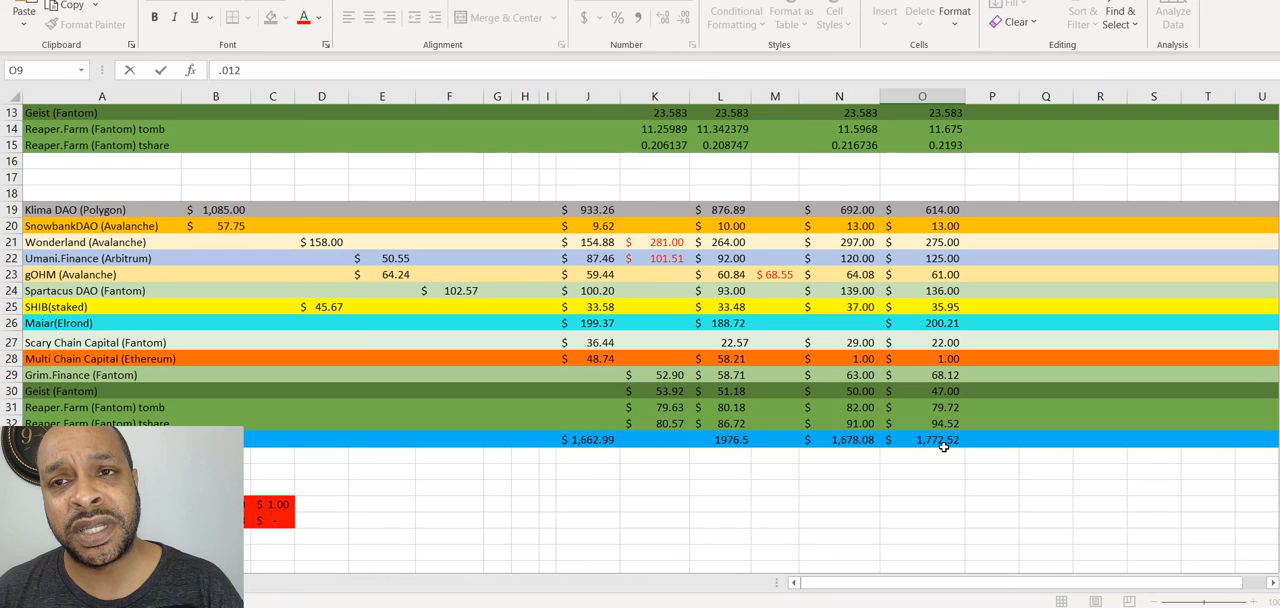 Paste
Copy
Format Painter
B I U
A
$ % 9
Merge & Center
Conditional
Formatting
Format as
Table
Cell
Styles
Insert
Delete
Format
Fill
Clear
Sort &
Filter
Find &
Select
Analyze
Data
Clipboard Font Alignment Number Styles Cells Editing Analysis
O9 fx .012
A B C D E F G H I J K L M N O P Q R S T U
13 Geist (Fantom) 23.583 23.583 23.583 23.583
14 Reaper.Farm (Fantom) tomb 11.25989 11.342379 11.5968 11.675
15 Reaper.Farm (Fantom) tshare 0.206137 0.208747 0.216736 0.2193
16
17
18
19 Klima DAO (Polygon) $ 1,085.00 $ 933.26 $ 876.89 $ 692.00 $ 614.00
20 SnowbankDAO (Avalanche) $ 57.75 $ 9.62 $ 10.00 $ 13.00 $ 13.00
21 Wonderland (Avalanche) $ 158.00 $ 154.88 $ 281.00 $ 264.00 $ 297.00 $ 275.00
22 Umani.Finance (Arbitrum) $ 50.55 $ 87.46 $ 101.51 $ 92.00 $ 120.00 $ 125.00
23 gOHM (Avalanche) $ 64.24 $ 59.44 $ 60.84 $ 68.55 $ 64.08 $ 61.00
24 Spartacus DAO (Fantom) $ 102.57 $ 100.20 $ 93.00 $ 139.00 $ 136.00
25 SHIB(staked) $ 45.67 $ 33.58 $ 33.48 $ 37.00 $ 35.95
26 Maiar(Elrond) $ 199.37 $ 188.72 $ 200.21
27 Scary Chain Capital (Fantom) $ 36.44 22.57 $ 29.00 $ 22.00
28 Multi Chain Capital (Ethereum) $ 48.74 $ 58.21 $ 1.00 $ 1.00
29 Grim.Finance (Fantom) $ 52.90 $ 58.71 $ 63.00 $ 68.12
30 Geist (Fantom) $ 53.92 $ 51.18 $ 50.00 $ 47.00
31 Reaper.Farm (Fantom) tomb $ 79.63 $ 80.18 $ 82.00 $ 79.72
32 Reaper.Farm (Fantom) tshare $ 80.57 $ 86.72 $ 91.00 $ 94.52
$ 1,662.99 1976.5 $ 1,678.08 $ 1,772.52
$ 1.00
$ -